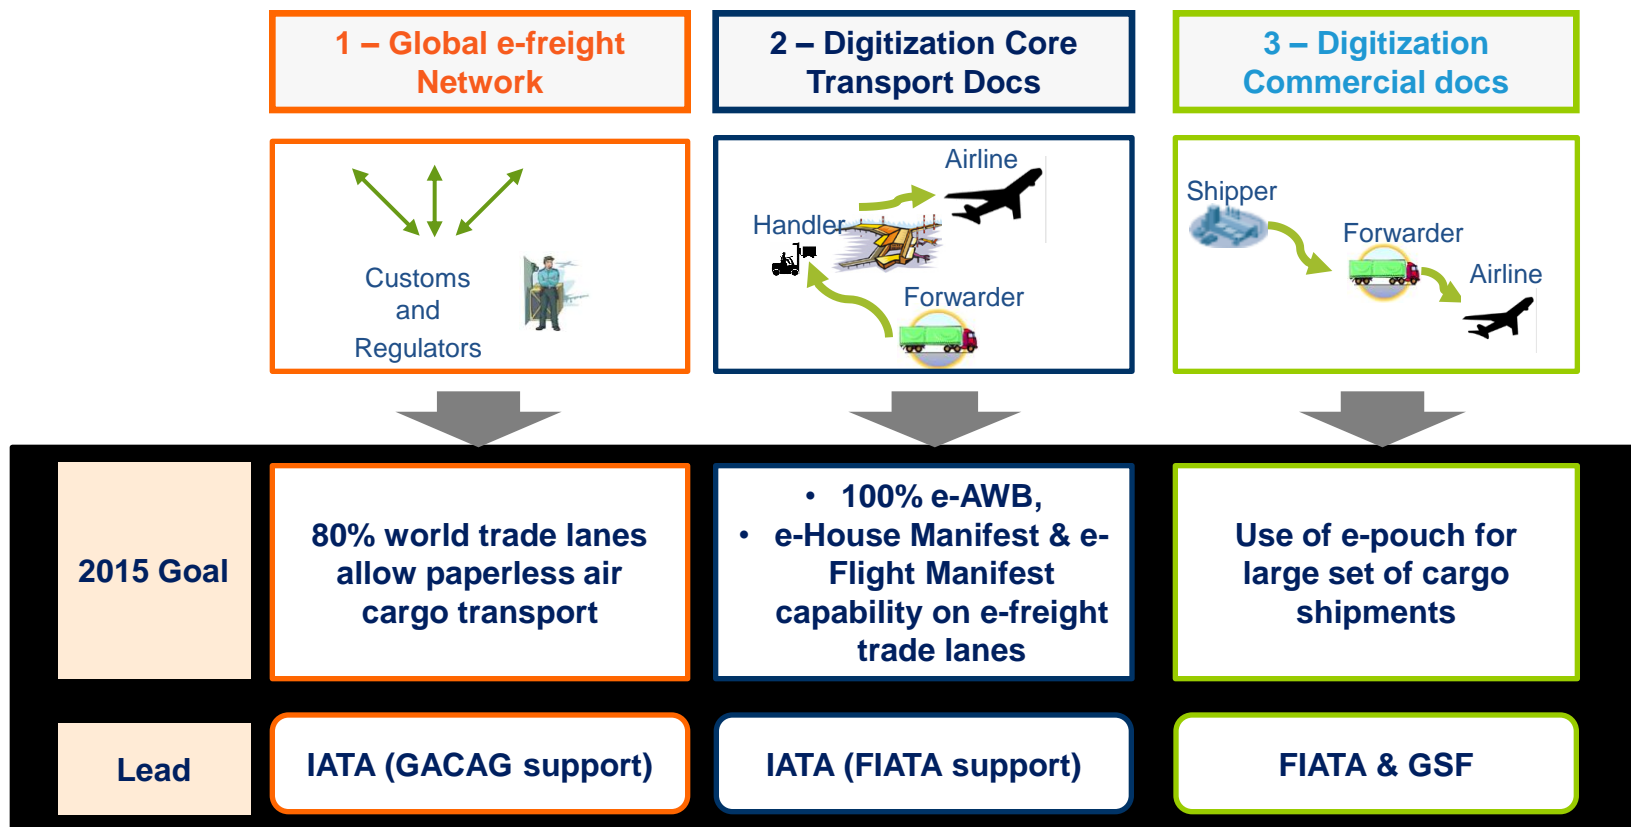 1 – Global e-freight
Network
2 – Digitization Core
Transport Docs
3 – Digitization
Commercial docs
Customs
and
Regulators
Airline
Handler
Forwarder
Shipper
Forwarder
Airline
2015 Goal
80% world trade lanes
allow paperless air
cargo transport
• 100% e-AWB,
• e-House Manifest & e-
Flight Manifest
capability on e-freight
trade lanes
Use of e-pouch for
large set of cargo
shipments
Lead
IATA (GACAG support)
IATA (FIATA support)
FIATA & GSF